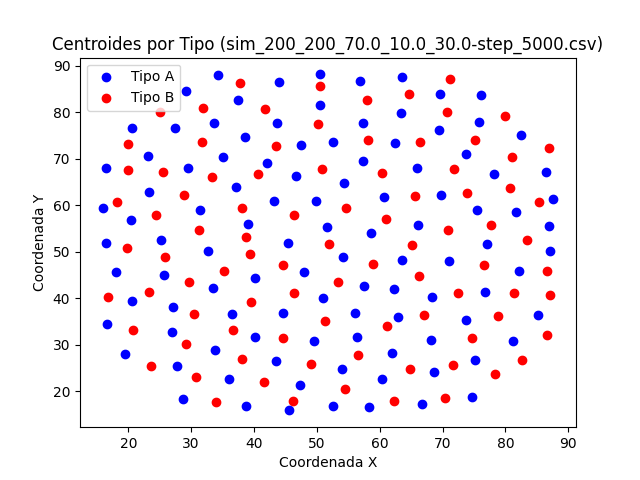 Centroides por Tipo (sim_200_200_70.0_10.0_30.0-step_5000.csv)
Tipo A
Tipo B
90
80
70
60
50
40
30
20
Coordenada Y
20 30 40 50 60 70 80 90
Coordenada X